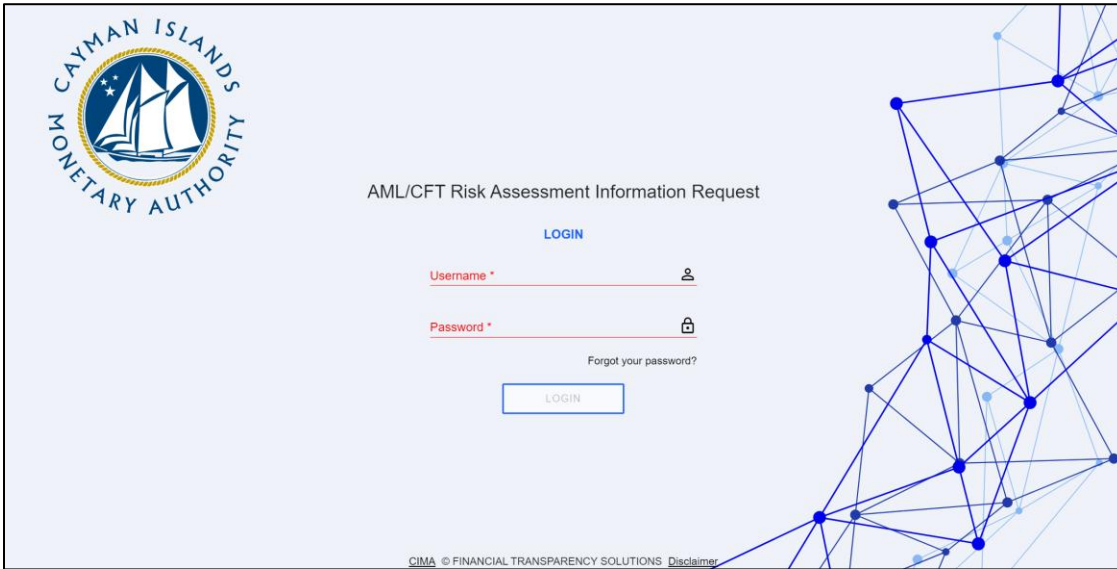 CAYMAN ISLANDS
MONETARY AUTHORITY
AML/CFT Risk Assessment Information Request
LOGIN
Username *
Password *
Forgot your password?
LOGIN
CIMA © FINANCIAL TRANSPARENCY SOLUTIONS Disclaimer